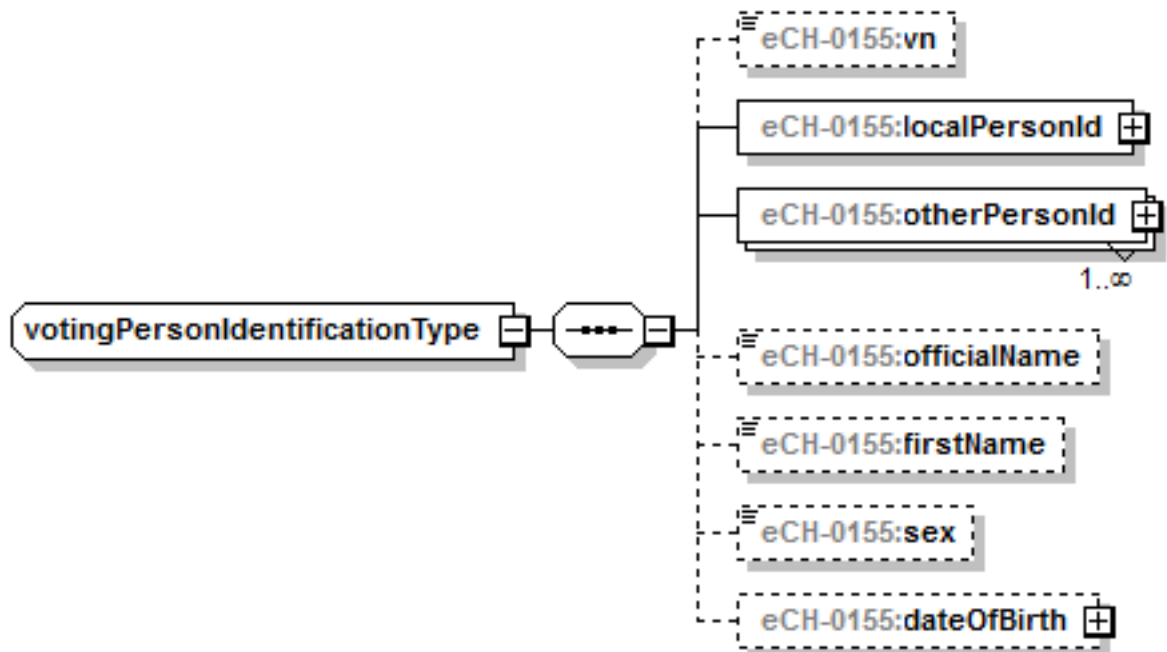 eCH-0155:vn
eCH-0155:localPersonId
eCH-0155:otherPersonId
1..∞
votingPersonIdentificationType
eCH-0155:officialName
eCH-0155:firstName
eCH-0155:sex
eCH-0155:dateOfBirth